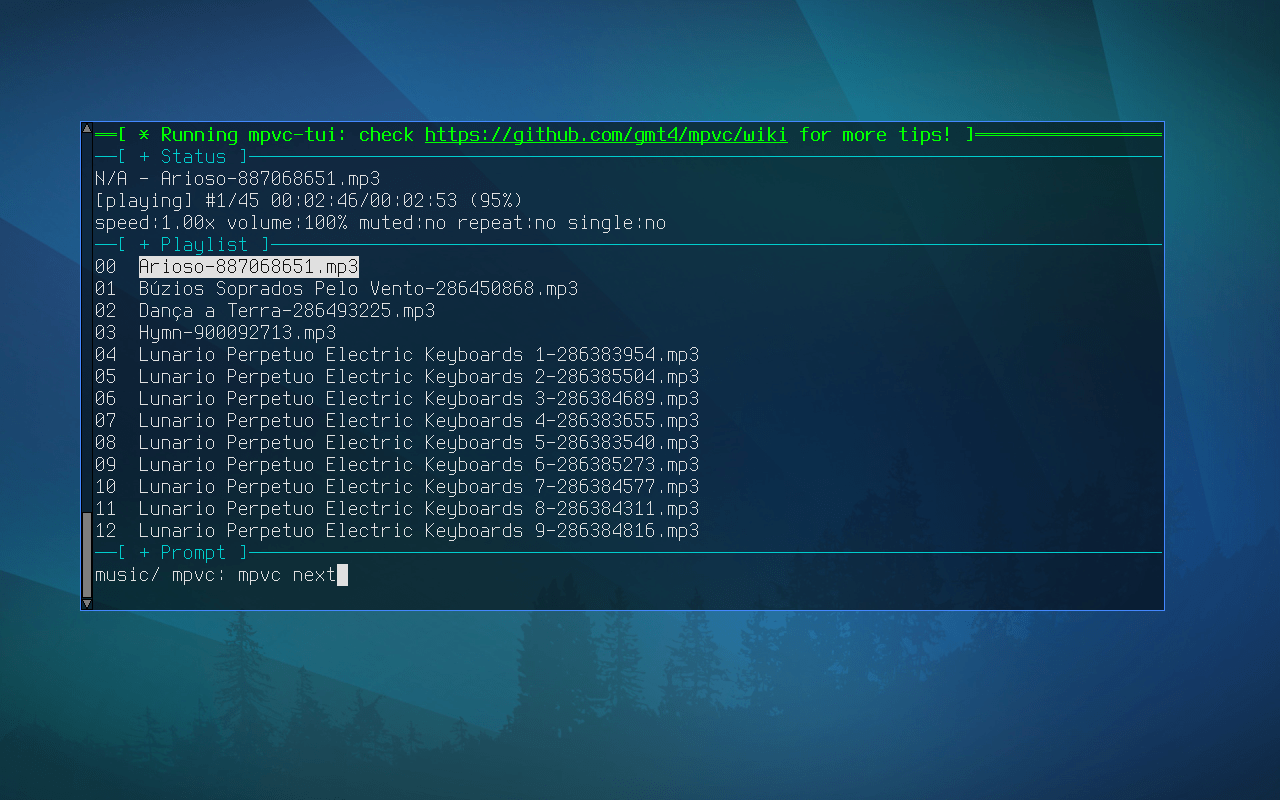 [ * Running mpvc-tui: check https://github.com/gmt4/mpvc/wiki for more tips! ]
[ + Status ]
N/A - Arioso-887068651.mp3
[playing] #1/45 00:02:46/00:02:53 (95%)
speed:1.00x volume:100% muted:no repeat:no single:no
[ + Playlist ]
00 Arioso-887068651.mp3
01 Búzios Soprados Pelo Vento-286450868.mp3
02 Dança a Terra-286493225.mp3
03 Hymn-900092713.mp3
04 Lunario Perpetuo Electric Keyboards 1-286383954.mp3
05 Lunario Perpetuo Electric Keyboards 2-286385504.mp3
06 Lunario Perpetuo Electric Keyboards 3-286384689.mp3
07 Lunario Perpetuo Electric Keyboards 4-286383655.mp3
08 Lunario Perpetuo Electric Keyboards 5-286383540.mp3
09 Lunario Perpetuo Electric Keyboards 6-286385273.mp3
10 Lunario Perpetuo Electric Keyboards 7-286384577.mp3
11 Lunario Perpetuo Electric Keyboards 8-286384311.mp3
12 Lunario Perpetuo Electric Keyboards 9-286384816.mp3
[ + Prompt ]
music/ mpvc: mpvc next